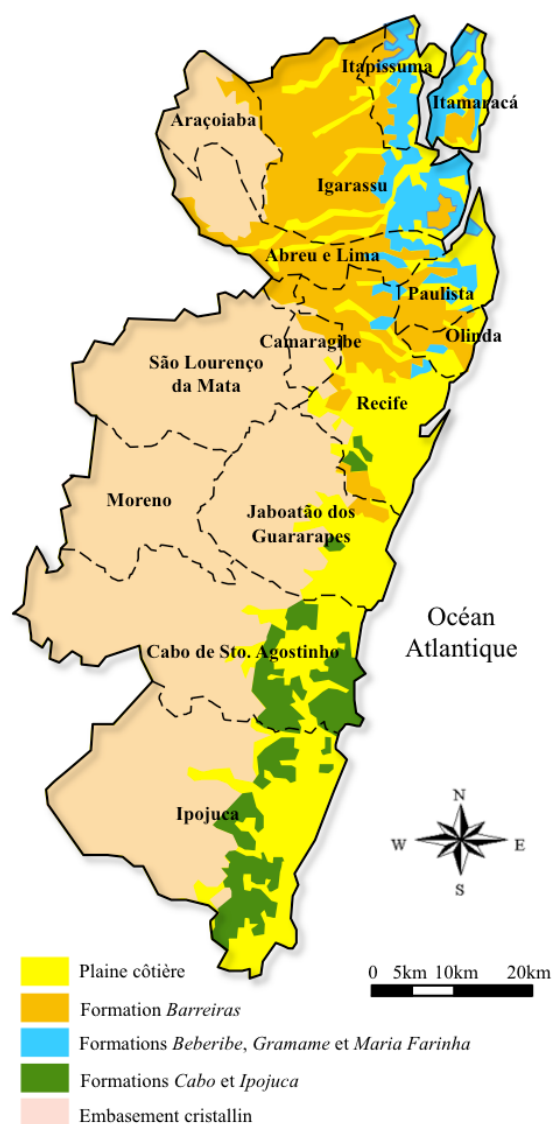 Itapissuma
Itamaracá
Araçoiaba
Igarassu
Abreu e Lima
Paulista
Olinda
Camaragibe
São Lourenço
da Mata
Recife
Moreno
Jaboatão dos
Guararapes
Océan
Atlantique
Cabo de Sto. Agostinho
Ipojuca
N
W
E
S
Plaine côtière
0 5km 10km 20km
Formation Barreiras
Formations Beberibe, Gramame et Maria Farinha
Formations Cabo et Ipojuca
Embasement cristallin